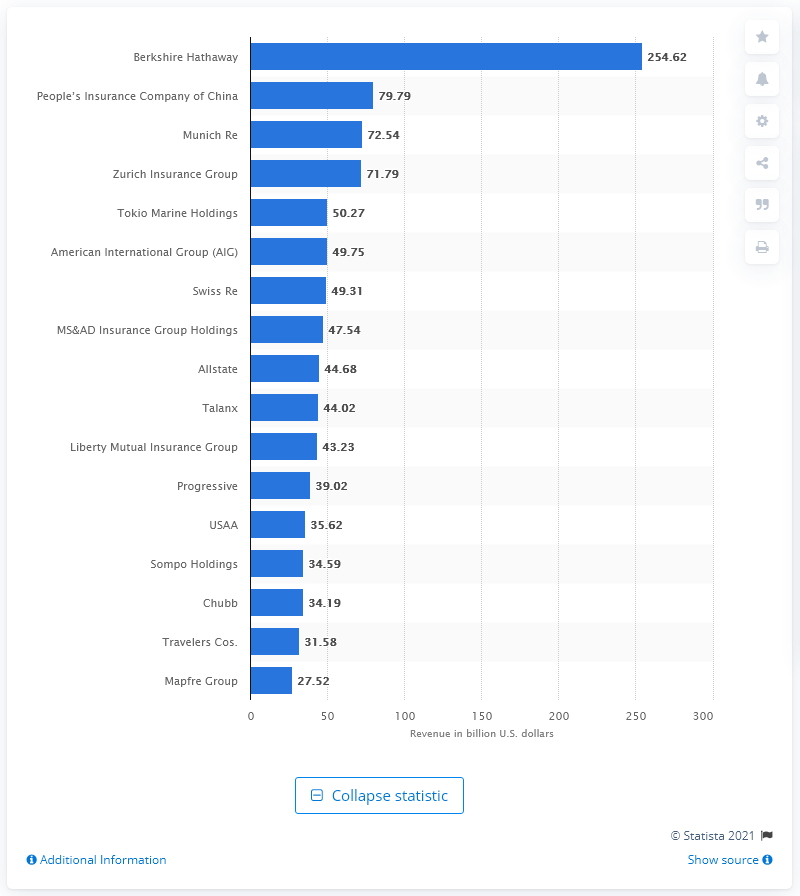 Berkshire Hathaway 254.62
People's Insurance Company of China 79.79
Munich Re 72.54
Zurich Insurance Group 71.79
Tokio Marine Holdings 50.27
American International Group (AIG) 49.75
Swiss Re 49.31
MS&AD Insurance Group Holdings 47.54
Allstate 44.68
Talanx 44.02
Liberty Mutual Insurance Group 43.23
Progressive 39.02
USAA 35.62
Sompo Holdings 34.59
Chubb 34.19
Travelers Cos. 31.58
Mapfre Group 27.52
0 50 100 150 200 250 300
Revenue in billion U.S. dollars
Collapse statistic
© Statista 2021
Additional Information Show source